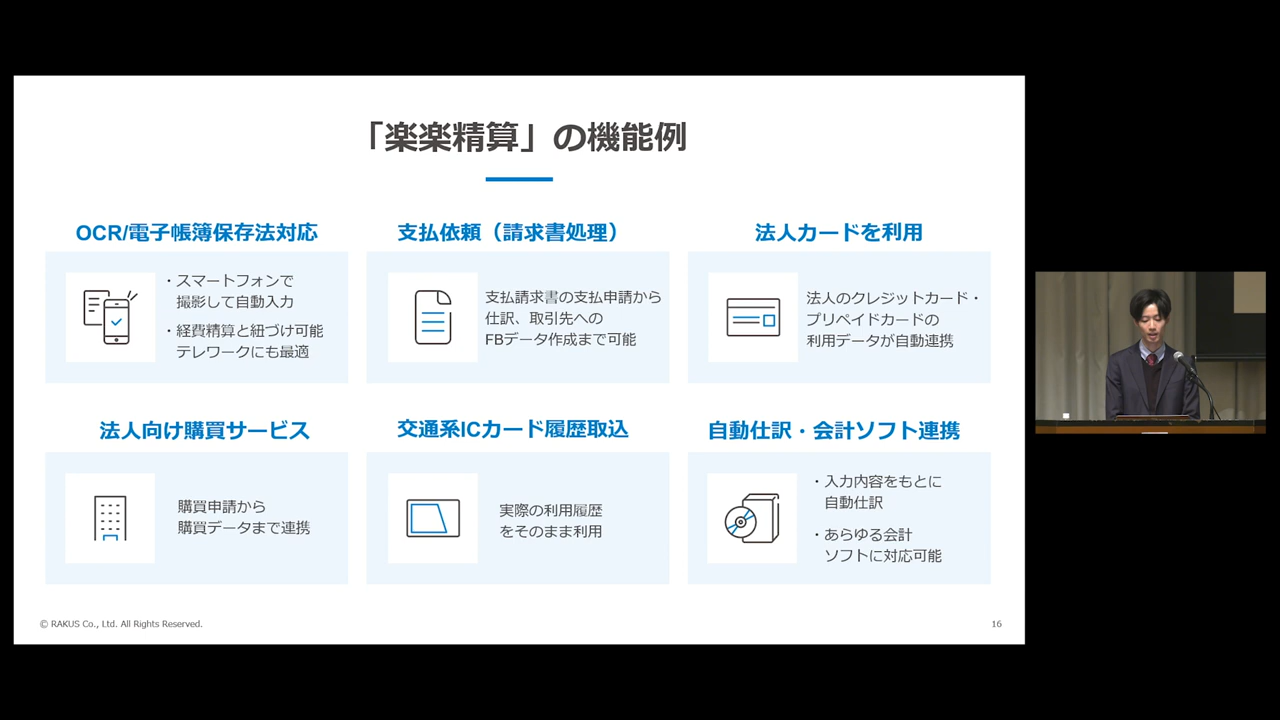 「楽楽精算」の機能例
OCR/電子帳簿保存法対応
・スマートフォンで
撮影して自動入力
・経費精算と紐づけ可能
テレワークにも最適
支払依頼（請求書処理）
支払請求書の支払申請から
仕訳、取引先への
FBデータ作成まで可能
法人カードを利用
法人のクレジットカード・
プリペイドカードの
利用データが自動連携
法人向け購買サービス
購買申請から
購買データまで連携
交通系ICカード履歴取込
実際の利用履歴
をそのまま利用
自動仕訳・会計ソフト連携
・入力内容をもとに
自動仕訳
・あらゆる会計
ソフトに対応可能
© RAKUS Co., Ltd. All Rights Reserved.
16